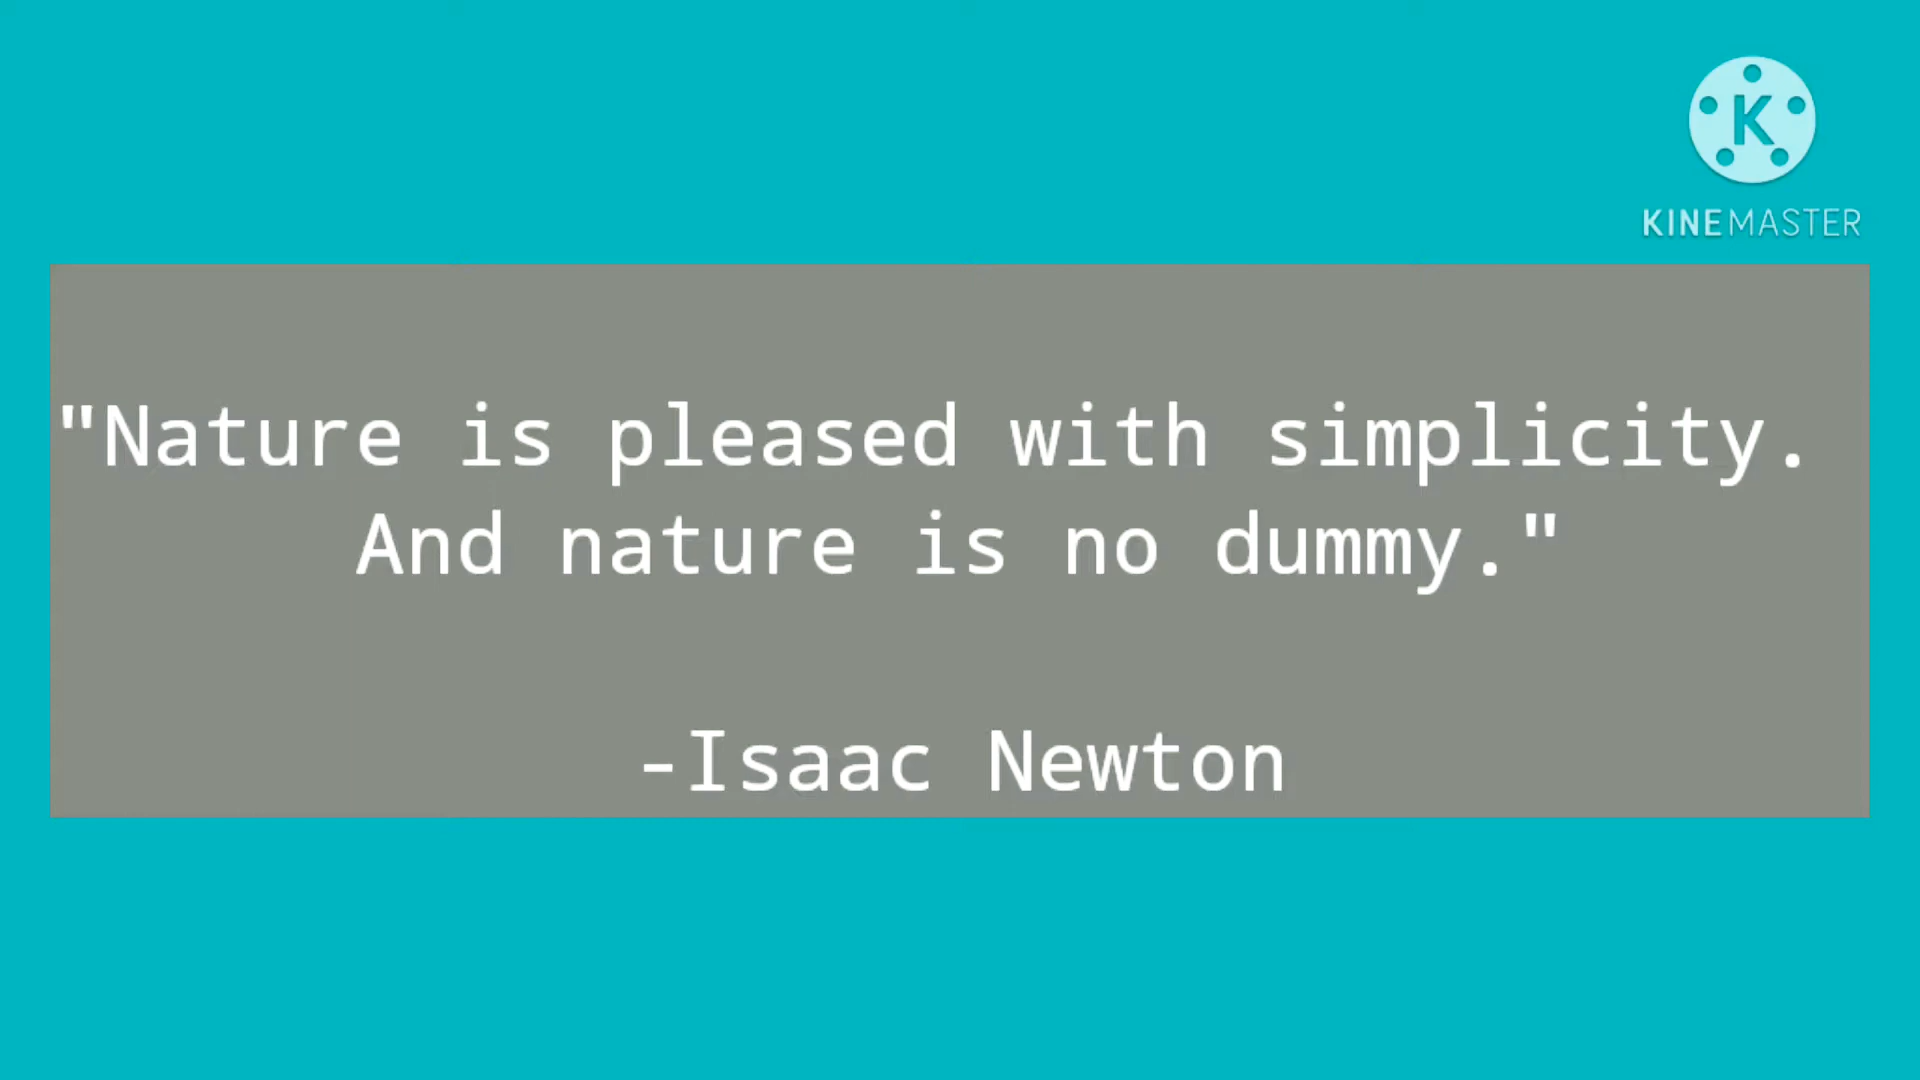 K
KINEMASTER
"Nature is pleased with simplicity.
And nature is no dummy."
-Isaac Newton